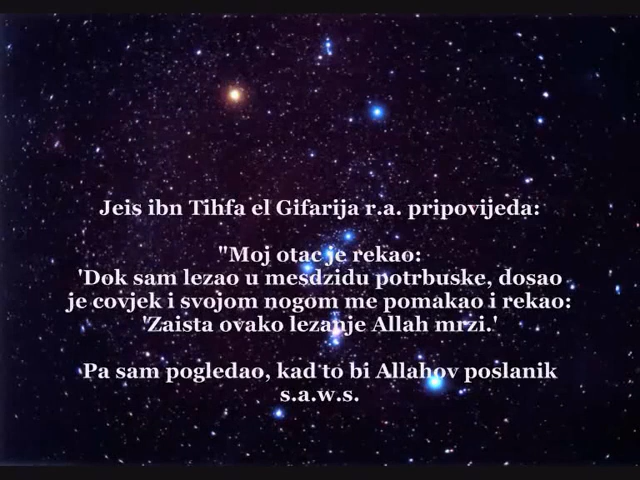 Jeis ibn Tihfa el Gifarija r.a. pripovijeda:
"Moj otac je rekao:
'Dok sam lezao u mesdzidu potrbuske, dosao
je covjek i svojom nogom me pomakao i rekao:
'Zaista ovako lezanje Allah mrzi.'
Pa sam pogledao, kad to bi Allahov poslanik
s.a.w.s.